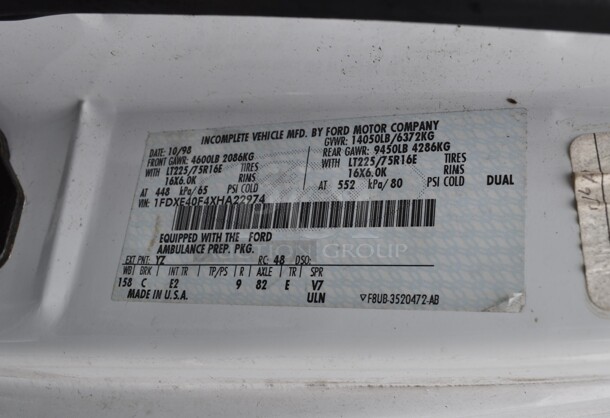 INCOMPLETE VEHICLE MFD. BY FORD MOTOR COMPANY
DATE: 10/98 GVWR: 14050LB/6372KG
FRONT GAWR: 4600LB 2086KG REAR GAWR: 9450LB 4286KG
WITH LT225/75R16E TIRES WITH LT225/75R16E TIRES
16X6.0K RIMS 16X6.0K RIMS
AT 448 kPa/65 PSI COLD AT 552 kPa/80 PSI COLD DUAL
VIN: 1FDXE40F4XHA22974
EQUIPPED WITH THE FORD
AMBULANCE PREP. PKG.
GROUP
EXT PNT: YZ RC: 48 DSO:
WB BRK INT TR TP/PS R AXLE TR SPR
158 C E2 9 82 E V7
MADE IN U.S.A. ULN F8UB-3520472-AB